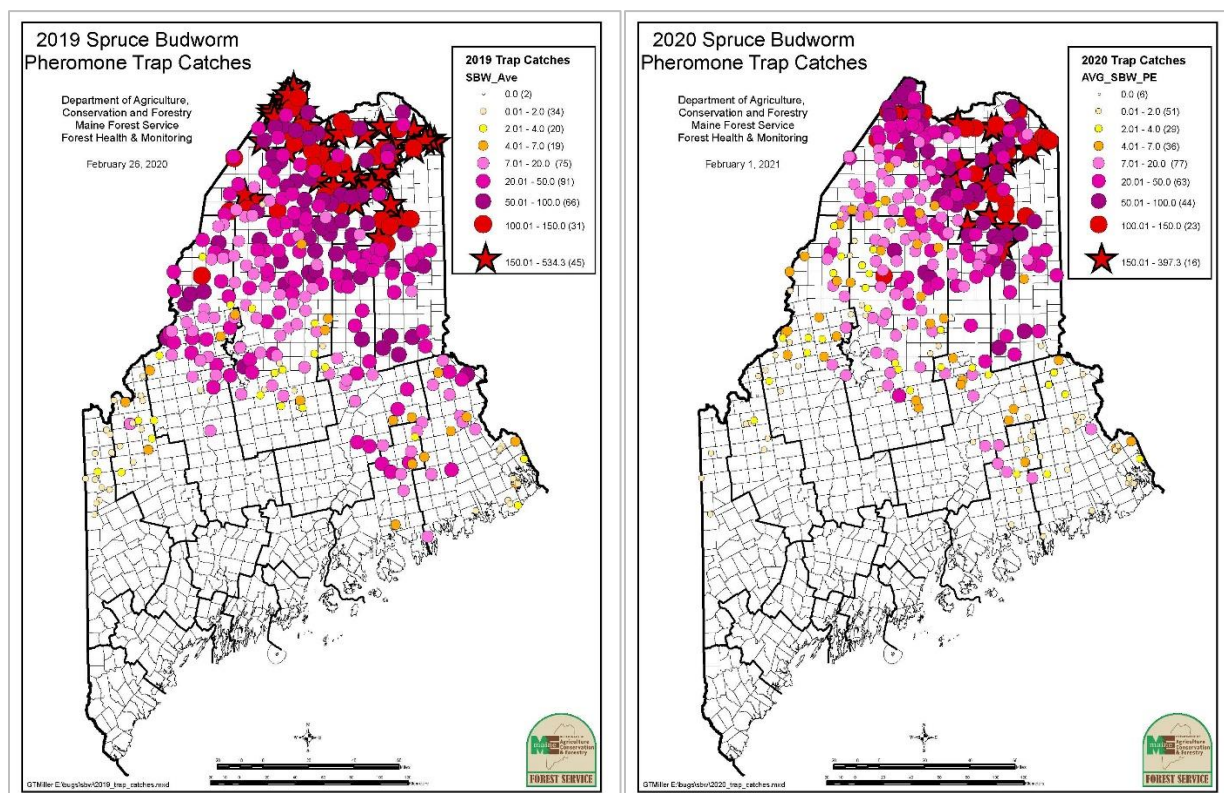 2019 Spruce Budworm
Pheromone Trap Catches
Department of Agriculture,
Conservation and Forestry
Maine Forest Service
Forest Health & Monitoring
February 26, 2020
2019 Trap Catches
SBW_Ave
0.0 (2)
0.01 - 2.0 (34)
2.01 - 4.0 (20)
4.01 - 7.0 (19)
7.01 - 20.0 (75)
20.01 - 50.0 (91)
50.01 - 100.0 (66)
100.01 - 150.0 (31)
150.01 - 534.3 (45)
Agriculture
Conservation
& Forestry
FOREST SERVICE
GTMiller E:\bugs\sbw\2019_trap_catches.mxd
2020 Spruce Budworm
Pheromone Trap Catches
Department of Agriculture,
Conservation and Forestry
Maine Forest Service
Forest Health & Monitoring
February 1, 2021
2020 Trap Catches
AVG_SBW_PE
0.0 (6)
0.01 - 2.0 (51)
2.01 - 4.0 (29)
4.01 - 7.0 (36)
7.01 - 20.0 (77)
20.01 - 50.0 (63)
50.01 - 100.0 (44)
100.01 - 150.0 (23)
150.01 - 397.3 (16)
Agriculture
Conservation
& Forestry
FOREST SERVICE
GTMiller E:\bugs\sbw\2020_trap_catches.mxd